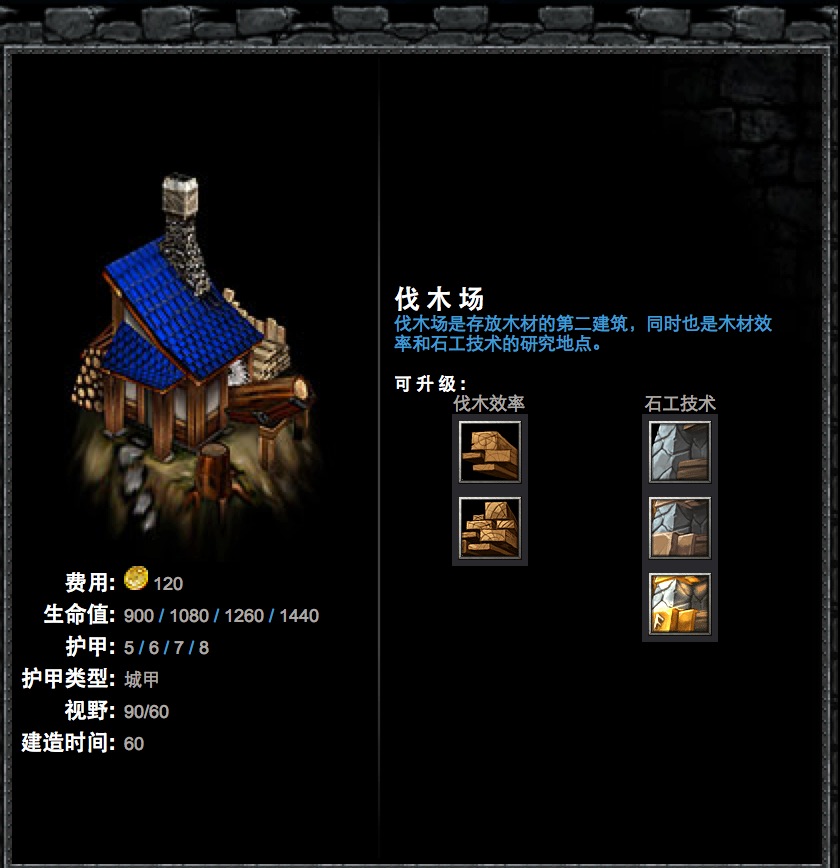 伐木场
伐木场是存放木材的第二建筑，同时也是木材效
率和石工技术的研究地点。
可升级：
伐木效率
石工技术
费用: 120
生命值: 900 / 1080 / 1260 / 1440
护甲: 5 / 6 / 7 / 8
护甲类型: 城甲
视野: 90/60
建造时间: 60